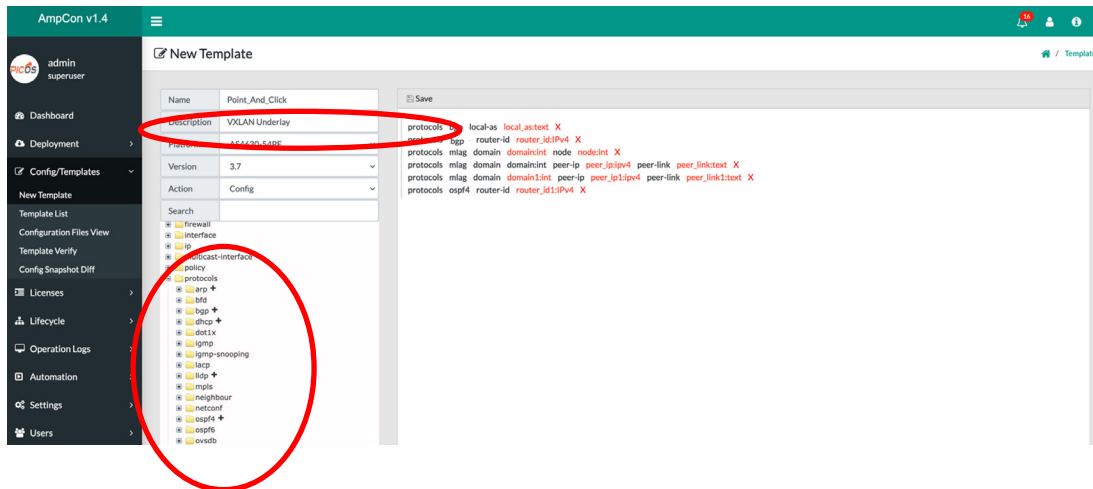 AmpCon v1.4
16
PICOS
admin
superuser
New Template
/ Templat
Dashboard
Deployment
Config/Templates
New Template
Template List
Configuration Files View
Template Verify
Config Snapshot Diff
Licenses
Lifecycle
Operation Logs
Automation
Settings
Users
Name Point_And_Click
Description VXLAN Underlay
Platform AS4630-54PE
Version 3.7
Action Config
Search
firewall
interface
ip
multicast-interface
policy
protocols
arp +
bfd
bgp +
dhcp +
dot1x
igmp
igmp-snooping
lacp
lldp +
mpls
neighbour
netconf
ospf4 +
ospf6
ovsdb
Save
protocols bgp local-as local_as:text X
protocols bgp router-id router_id:IPv4 X
protocols mlag domain domain:int node node:int X
protocols mlag domain domain:int peer-ip peer_ip:ipv4 peer-link peer_link:text X
protocols mlag domain domain1:int peer-ip peer_ip1:ipv4 peer-link peer_link1:text X
protocols ospf4 router-id router_id1:IPv4 X